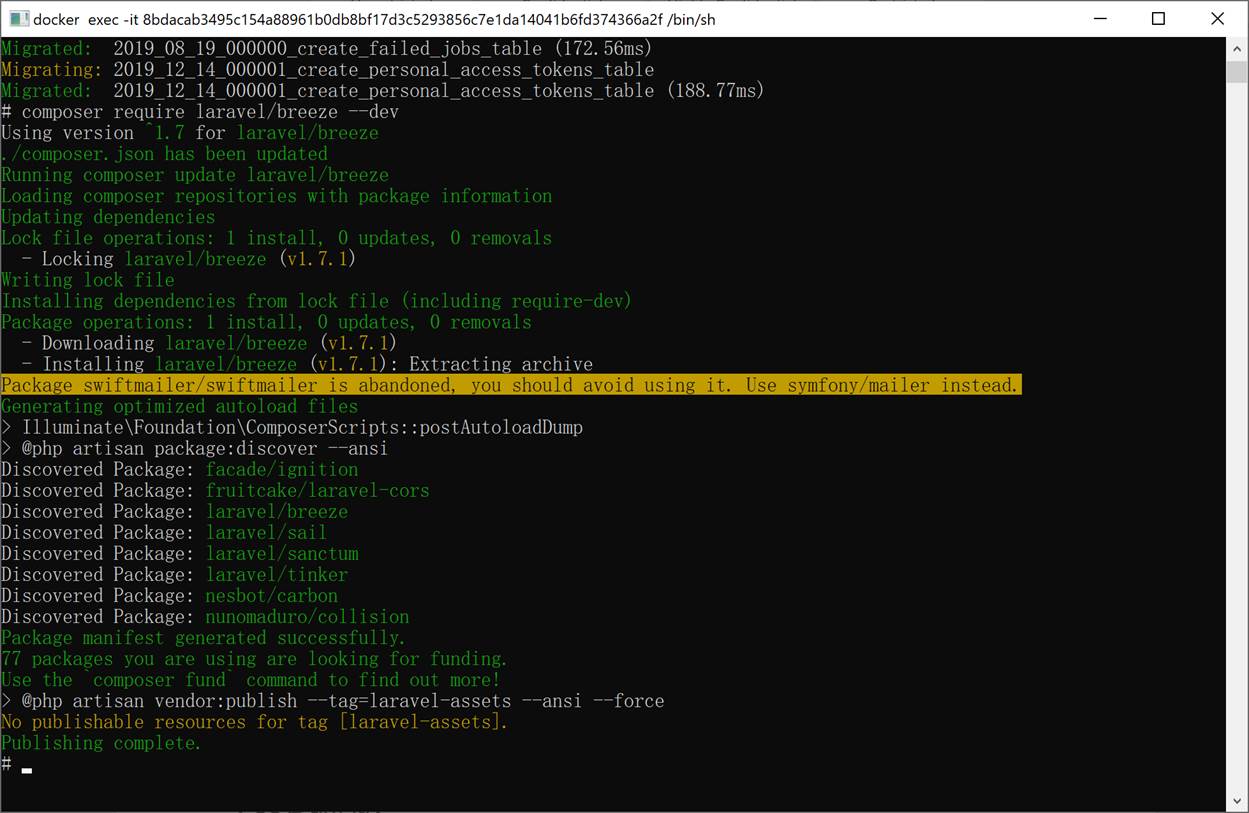 docker exec -it 8bdacab3495c154a88961b0db8bf17d3c5293856c7e1da14041b6fd374366a2f /bin/sh
Migrated:  2019_08_19_000000_create_failed_jobs_table (172.56ms)
Migrating: 2019_12_14_000001_create_personal_access_tokens_table
Migrated:  2019_12_14_000001_create_personal_access_tokens_table (188.77ms)
# composer require laravel/breeze --dev
Using version ^1.7 for laravel/breeze
./composer.json has been updated
Running composer update laravel/breeze
Loading composer repositories with package information
Updating dependencies
Lock file operations: 1 install, 0 updates, 0 removals
  - Locking laravel/breeze (v1.7.1)
Writing lock file
Installing dependencies from lock file (including require-dev)
Package operations: 1 install, 0 updates, 0 removals
  - Downloading laravel/breeze (v1.7.1)
  - Installing laravel/breeze (v1.7.1): Extracting archive
Package swiftmailer/swiftmailer is abandoned, you should avoid using it. Use symfony/mailer instead.
Generating optimized autoload files
> Illuminate\Foundation\ComposerScripts::postAutoloadDump
> @php artisan package:discover --ansi
Discovered Package: facade/ignition
Discovered Package: fruitcake/laravel-cors
Discovered Package: laravel/breeze
Discovered Package: laravel/sail
Discovered Package: laravel/sanctum
Discovered Package: laravel/tinker
Discovered Package: nesbot/carbon
Discovered Package: nunomaduro/collision
Package manifest generated successfully.
77 packages you are using are looking for funding.
Use the `composer fund` command to find out more!
> @php artisan vendor:publish --tag=laravel-assets --ansi --force
No publishable resources for tag [laravel-assets].
Publishing complete.
#